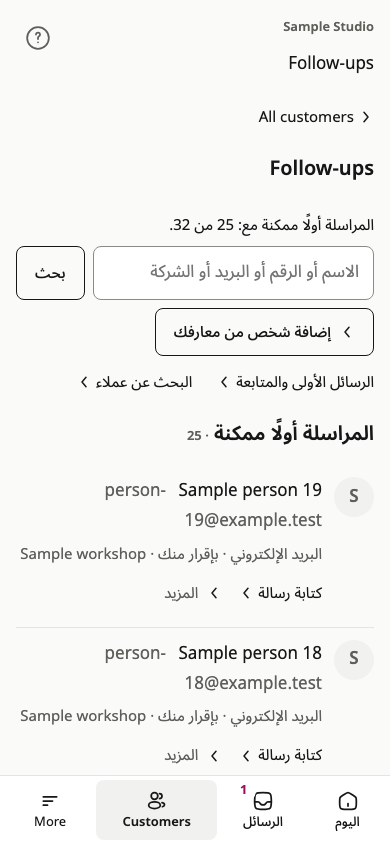 Sample Studio
Follow-ups
All customers
Follow-ups
المراسلة أولًا ممكنة مع: 25 من 32.
الاسم أو الرقم أو البريد أو الشركة
بحث
إضافة شخص من معارفك
الرسائل الأولى والمتابعة
البحث عن عملاء
المراسلة أولًا ممكنة · 25
S
Sample person 19 person-
19@example.test
البريد الإلكتروني · بإقرار منك · Sample workshop
كتابة رسالة
المزيد
S
Sample person 18 person-
18@example.test
البريد الإلكتروني · بإقرار منك · Sample workshop
كتابة رسالة
المزيد
اليوم
1
الرسائل
Customers
More